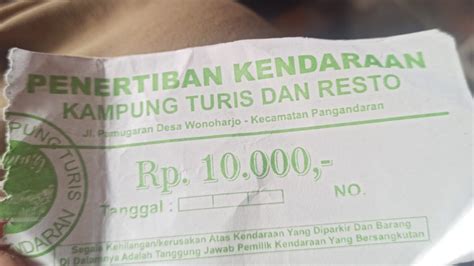 PENERTIBAN KENDARAAN
KAMPUNG TURIS DAN RESTO
Jl. Pamugaran Desa Wonoharjo - Kecamatan Pangandaran
Rp. 10.000,-
Tanggal :
NO.
Segala Kehilangan/kerusakan Atas Kendaraan Yang Diparkir Dan Barang
Di Dalamnya Adalah Tanggung Jawab Pemilik Kendaraan Yang Bersangkutan